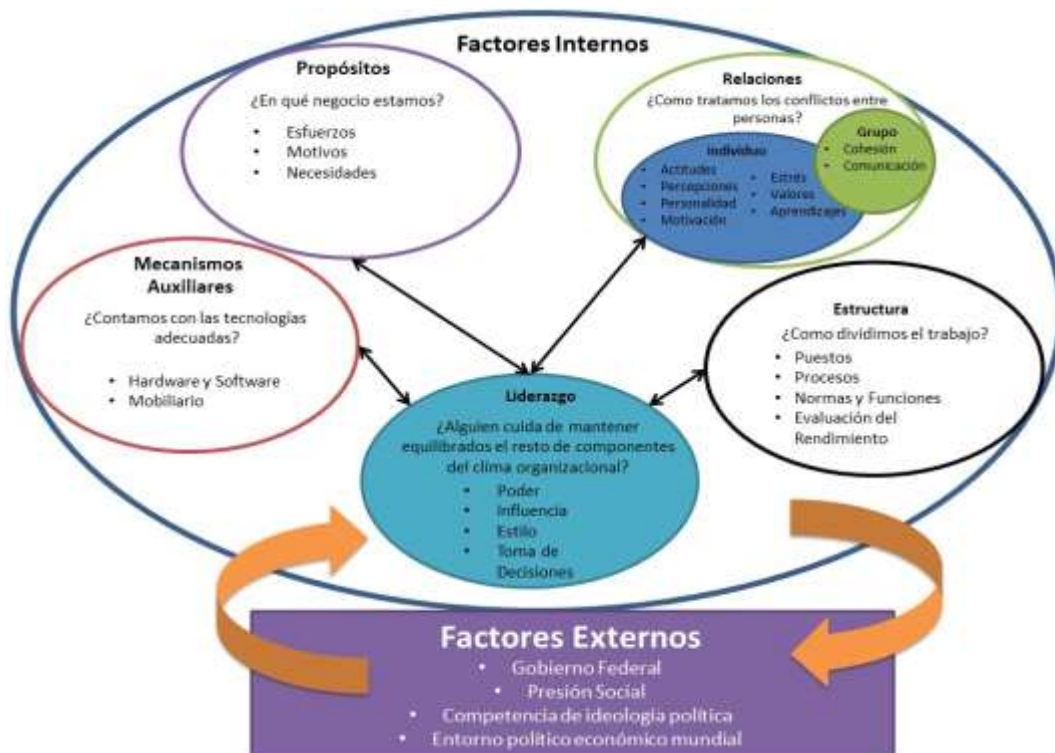 Factores Internos
Propósitos
¿En qué negocio estamos?
• Esfuerzos
• Motivos
• Necesidades
Relaciones
¿Como tratamos los conflictos entre
personas?
Individuo
• Actitudes
• Percepciones
• Personalidad
• Motivación
• Estrés
• Valores
• Aprendizajes
Grupo
• Cohesión
• Comunicación
Mecanismos
Auxiliares
¿Contamos con las tecnologías
adecuadas?
• Hardware y Software
• Mobiliario
Estructura
¿Como dividimos el trabajo?
• Puestos
• Procesos
• Normas y Funciones
• Evaluación del
Rendimiento
Liderazgo
¿Alguien cuida de mantener
equilibrados el resto de componentes
del clima organizacional?
• Poder
• Influencia
• Estilo
• Toma de
Decisiones
Factores Externos
• Gobierno Federal
• Presión Social
• Competencia de ideología política
• Entorno político económico mundial